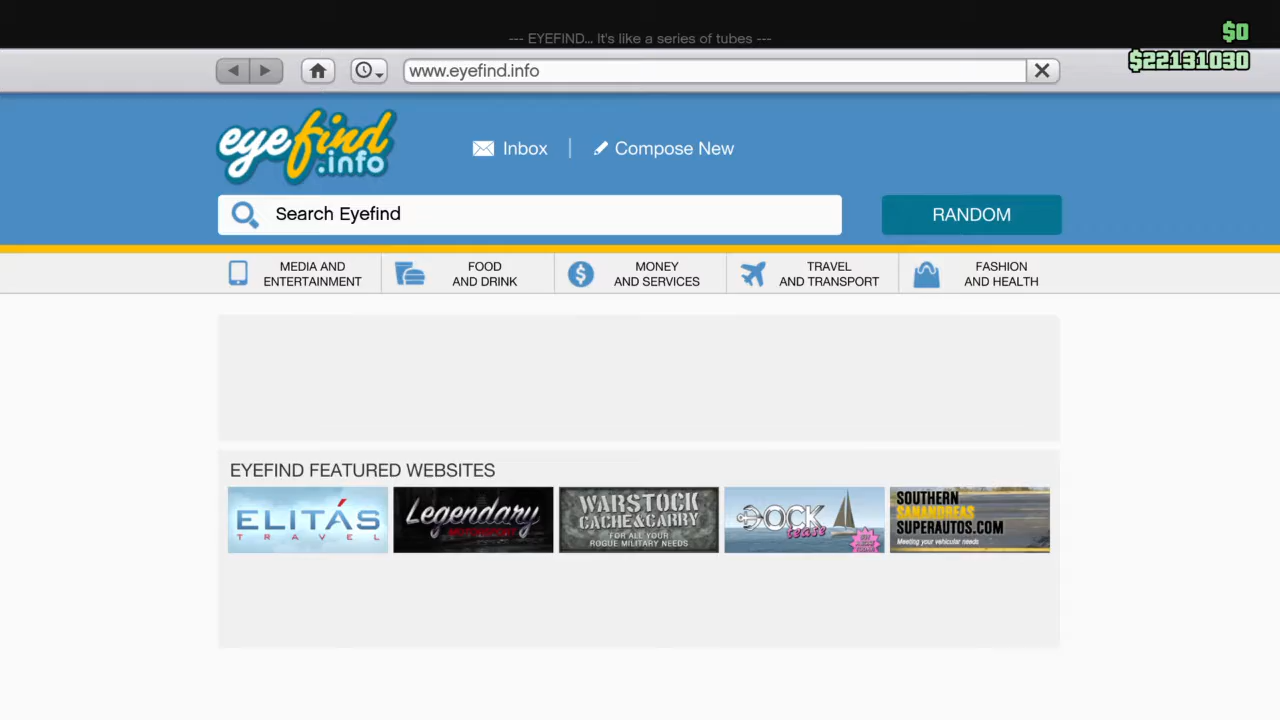 --- EYEFIND... It's like a series of tubes ---
$0
$22131030
www.eyefind.info
eyefind
.info
Inbox
Compose New
Search Eyefind
RANDOM
MEDIA AND
ENTERTAINMENT
FOOD
AND DRINK
MONEY
AND SERVICES
TRAVEL
AND TRANSPORT
FASHION
AND HEALTH
EYEFIND FEATURED WEBSITES
ELITÁS
TRAVEL
Legendary
MOTORSPORT
WARSTOCK
CACHE&CARRY
FOR ALL YOUR
ROGUE MILITARY NEEDS
DOCK
tease
SOUTHERN
SANANDREAS
SUPERAUTOS.COM
Meeting your vehicular needs